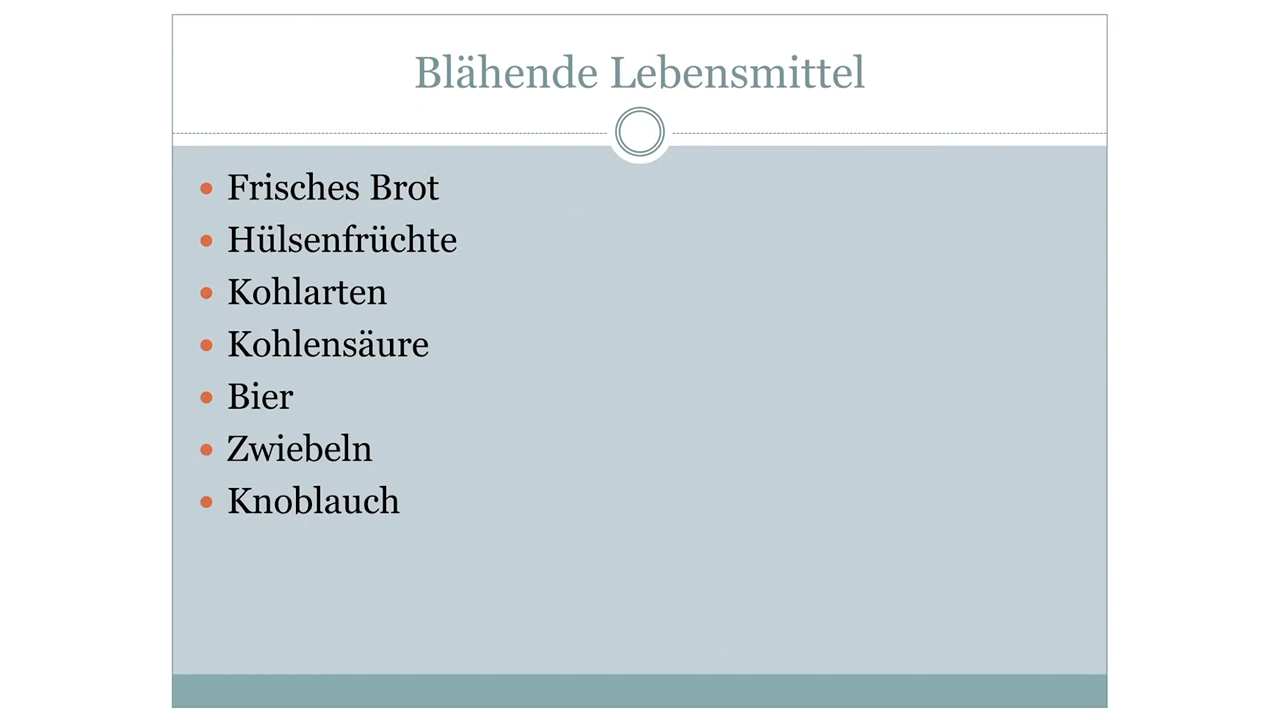 Blähende Lebensmittel
• Frisches Brot
• Hülsenfrüchte
• Kohlarten
• Kohlensäure
• Bier
• Zwiebeln
• Knoblauch